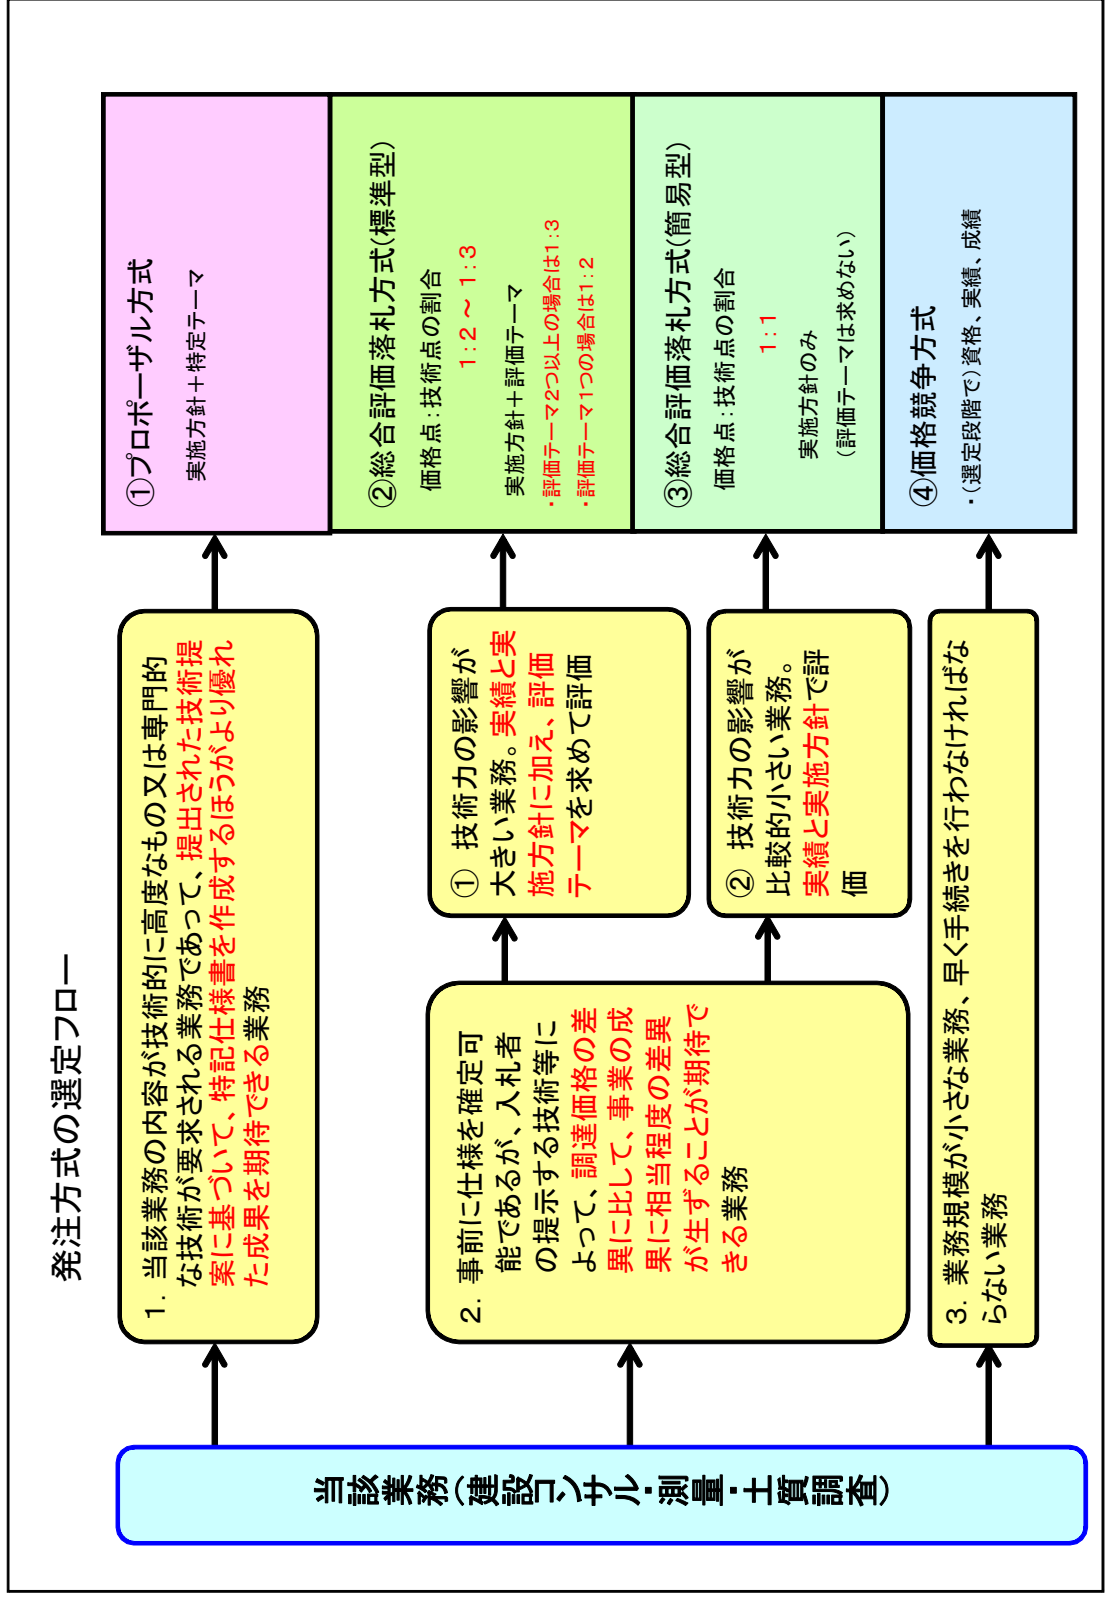 発注方式の選定フロー
当該業務(建設コンサル・測量・土質調査)
1. 当該業務の内容が技術的に高度なもの又は専門的
な技術が要求される業務であって、提出された技術提
案に基づいて、特記仕様書を作成するほうがより優れ
た成果を期待できる業務
①プロポーザル方式
実施方針＋特定テーマ
2. 事前に仕様を確定可
能であるが、入札者
の提示する技術等に
よって、調達価格の差
異に比して、事業の成
果に相当程度の差異
が生ずることが期待で
きる業務
① 技術力の影響が
大きい業務。実績と実
施方針に加え、評価
テーマを求めて評価
②総合評価落札方式(標準型)
価格点：技術点の割合
1：2 ～ 1：3
実施方針＋評価テーマ
・評価テーマ2つ以上の場合は1：3
・評価テーマ1つの場合は1：2
② 技術力の影響が
比較的小さい業務。
実績と実施方針で評
価
③総合評価落札方式(簡易型)
価格点：技術点の割合
1：1
実施方針のみ
(評価テーマは求めない)
3. 業務規模が小さな業務、早く手続きを行わなければな
らない業務
④価格競争方式
・(選定段階で)資格、実績、成績